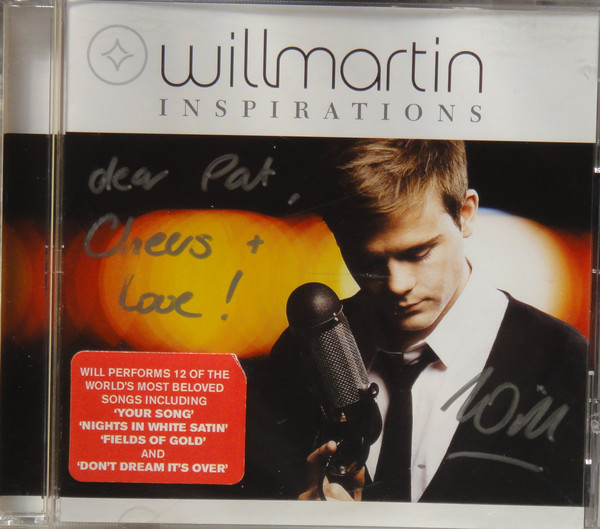 willmartin
INSPIRATIONS
dear Pat,
Cheers +
Love!
WILL PERFORMS 12 OF THE
WORLD'S MOST BELOVED
SONGS INCLUDING
'YOUR SONG'
'NIGHTS IN WHITE SATIN'
'FIELDS OF GOLD'
AND
'DON'T DREAM IT'S OVER'
Will